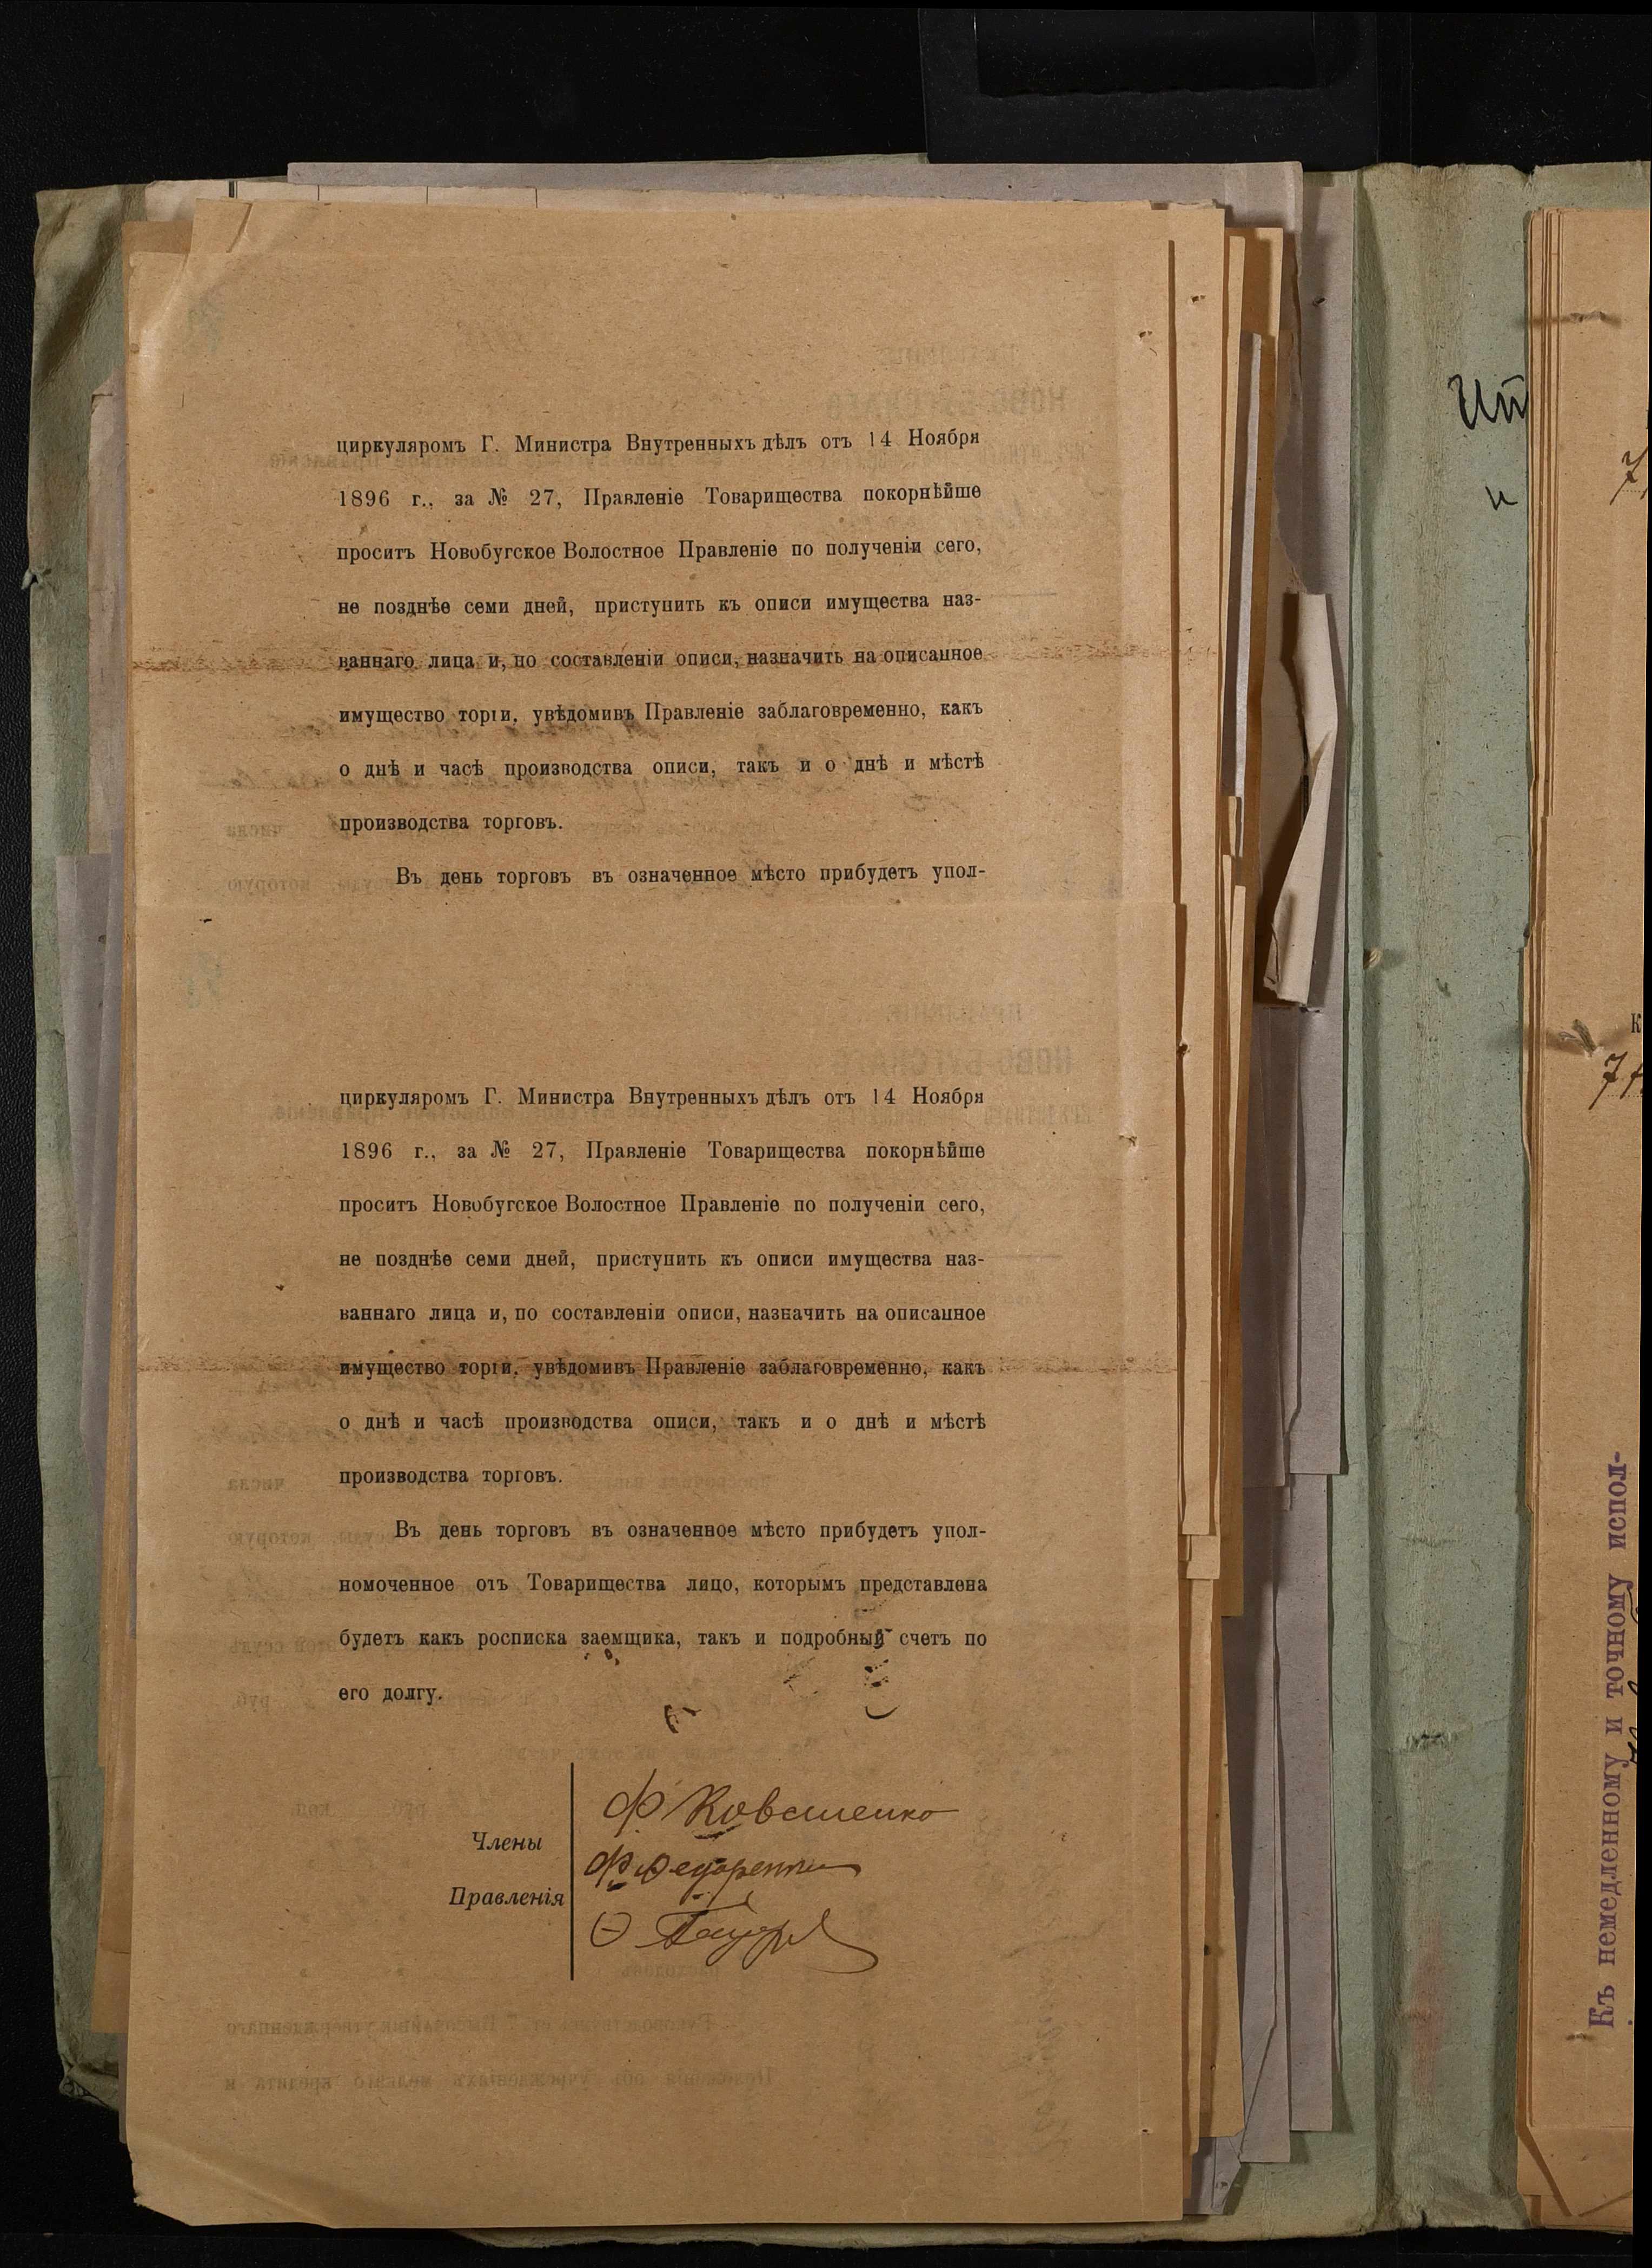 циркуляромъ Г. Министра Внутренныхъ дѣлъ отъ 14 Ноября
1896 г., за № 27, Правленіе Товарищества покорнѣйше
проситъ Новобугское Волостное Правленіе по полученіи сего,
не позднѣе семи дней, приступить къ описи имущества наз-
ваннаго лица и, по составленіи описи, назначить на описанное
имущество торги, увѣдомивъ Правленіе заблаговременно, какъ
о днѣ и часѣ производства описи, такъ и о днѣ и мѣстѣ
производства торговъ.
Въ день торговъ въ означенное мѣсто прибудетъ упол-
циркуляромъ Г. Министра Внутренныхъ дѣлъ отъ 14 Ноября
1896 г., за № 27, Правленіе Товарищества покорнѣйше
проситъ Новобугское Волостное Правленіе по полученіи сего,
не позднѣе семи дней, приступить къ описи имущества наз-
ваннаго лица и, по составленіи описи, назначить на описанное
имущество торги, увѣдомивъ Правленіе заблаговременно, какъ
о днѣ и часѣ производства описи, такъ и о днѣ и мѣстѣ
производства торговъ.
Въ день торговъ въ означенное мѣсто прибудетъ упол-
номоченное отъ Товарищества лицо, которымъ представлена
будетъ какъ росписка заемщика, такъ и подробный счетъ по
его долгу.
Члены
Правленія
Ф. Коваленко
Къ немедленному и точному испол-